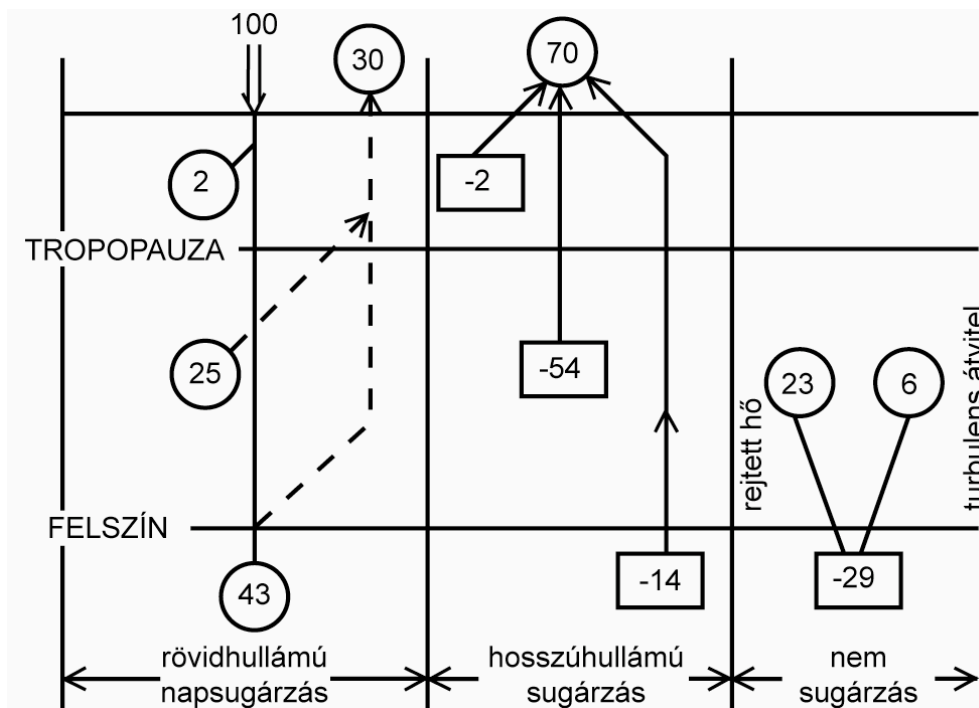 100
30
70
2
-2
TROPOPAUZA
25
-54
23
6
rejtett hő
turbulens átvitel
FELSZÍN
43
-14
-29
rövidhullámú
napsugárzás
hosszúhullámú
sugárzás
nem
sugárzás